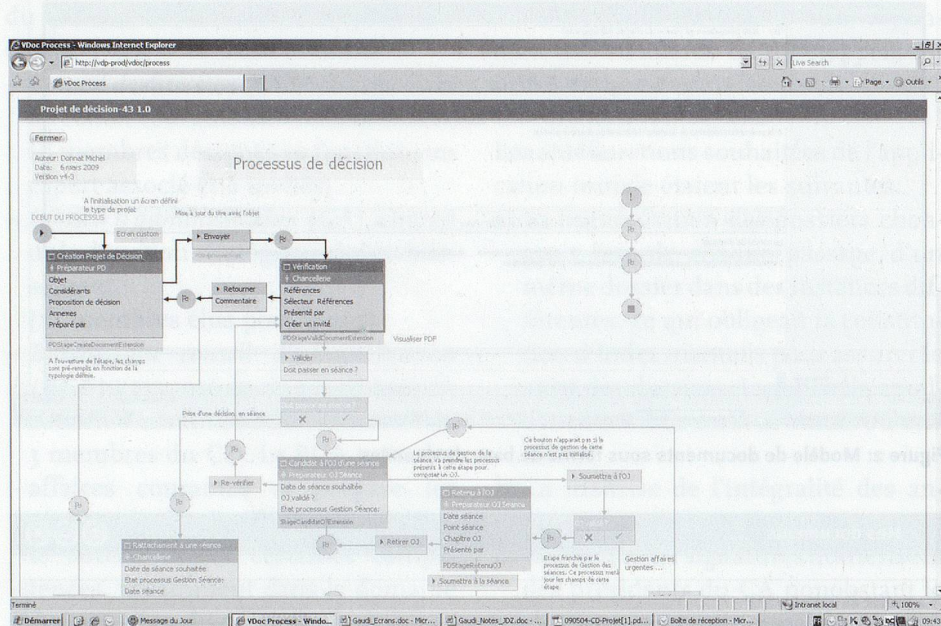 VDoc Process - Windows Internet Explorer
http://vdp-prod/vdoc/process
Live Search
VDoc Process
Page
Outils
Projet de décision-43 1.0
Fermer
Auteur: Donnat Michel
Date: 6 mars 2009
Version v4-3
Processus de décision
A l'initialisation un écran défini
le type de projet
Mise à jour du titre avec l'objet
DEBUT DU PROCESSUS
Ecran custom
Envoyer
Création Projet de Décision
Préparateur PD
Objet
Considérants
Proposition de décision
Annexes
Préparé par
PDStageCreateDocumentExtension
Retourner
Commentaire
Vérification
Chancellerie
Références
Sélecteur Références
Présenté par
Créer un invité
PDStageValidDocumentExtension
Visualiser PDF
A l'ouverture de l'étape, les champs
sont pré-remplis en fonction de la
typologie définie.
Valider
Doit passer en séance ?
Prise d'une décision, en séance
Le processus de gestion de la
séance va prendre les processus
présents à cette étape pour
composer un OJ.
Ce bouton n'apparait pas si le
processus de gestion de cette
séance n'est pas initialisé.
Re-vérifier
Candidat à l'OJ d'une séance
Préparateur OJ Séance
Date de séance souhaitée
OJ validé ?
Etat processus Gestion Séance:
StageCandidatOJExtension
Soumettre à l'OJ
Retenu à l'OJ
Préparateur OJ Séance
Date séance
Point séance
Chapitre OJ
Présenté par
PDStageRetenuOJ
Soumettre à la séance
Retirer OJ
Etape franchie par le
processus de Gestion des
séances. Ce processus met à
jour les champs de cette
étape.
Gestion affaires
urgentes ...
Rattachement à une séance
Chancellerie
Date de séance souhaitée
Etat processus Gestion Séance:
Date séance
Terminé
Intranet local
100%
Démarrer
Message du Jour
VDoc Process - Windo...
Gaudi_Ecrans.doc - Micr...
Gaudi_Notes_JDZ.doc - ...
090504-CD-Projet[1].pd...
Boîte de réception - Mic...
09:43